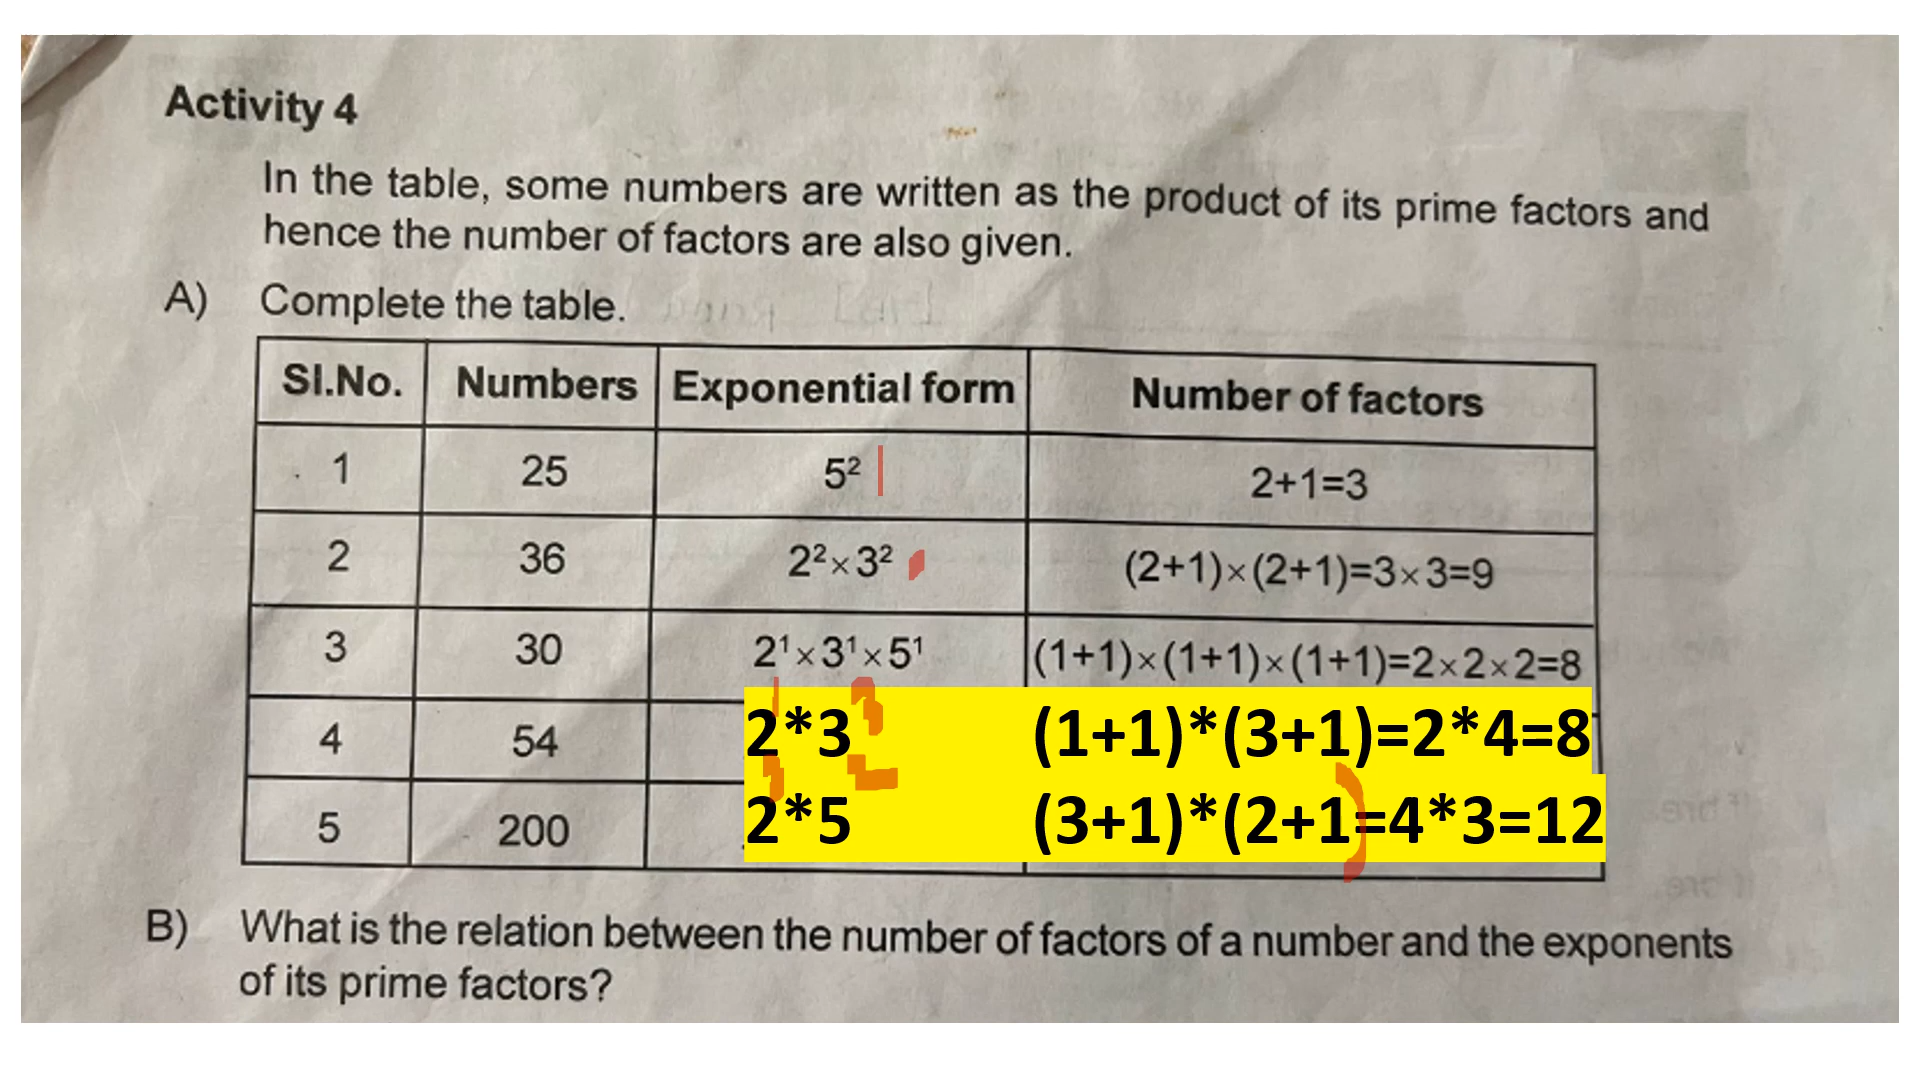 Activity 4
In the table, some numbers are written as the product of its prime factors and
hence the number of factors are also given.
A) Complete the table.
Sl.No. Numbers Exponential form Number of factors
1 25 5² 2+1=3
2 36 2²×3² (2+1)×(2+1)=3×3=9
3 30 2¹×3¹×5¹ (1+1)×(1+1)×(1+1)=2×2×2=8
4 54 2*3 (1+1)*(3+1)=2*4=8
5 200 2*5 (3+1)*(2+1)=4*3=12
B) What is the relation between the number of factors of a number and the exponents
of its prime factors?